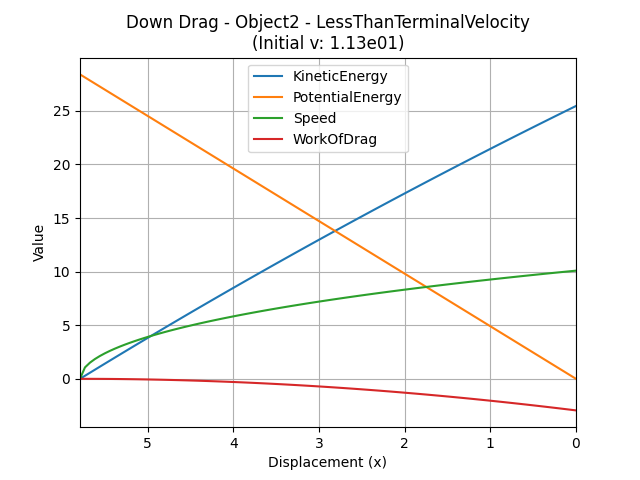 Down Drag - Object2 - LessThanTerminalVelocity
(Initial v: 1.13e01)
KineticEnergy
PotentialEnergy
Speed
WorkOfDrag
Value
25
20
15
10
5
0
5
4
3
2
1
0
Displacement (x)